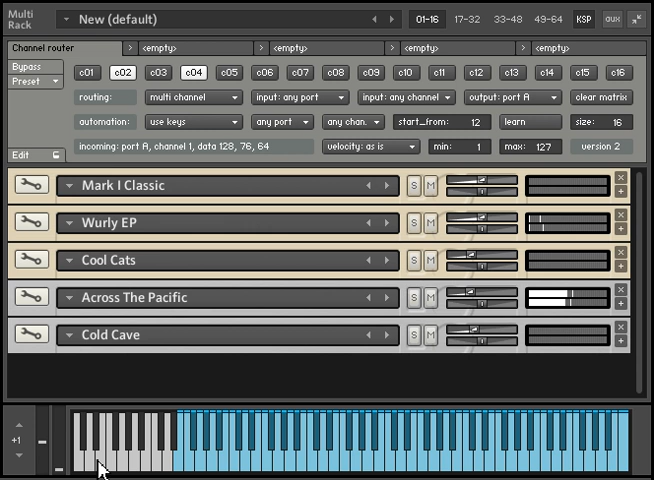 Multi
Rack
New (default)
01-16 17-32 33-48 49-64 KSP aux
Channel router <empty> <empty> <empty> <empty>
Bypass
Preset
c01 c02 c03 c04 c05 c06 c07 c08 c09 c10 c11 c12 c13 c14 c15 c16
routing: multi channel input: any port input: any channel output: port A clear matrix
automation: use keys any port any chan. start_from: 12 learn size: 16
incoming: port A, channel 1, data 128, 76, 64 velocity: as is min: 1 max: 127 version 2
Edit
Mark I Classic S M
Wurly EP S M
Cool Cats S M
Across The Pacific S M
Cold Cave S M
+1